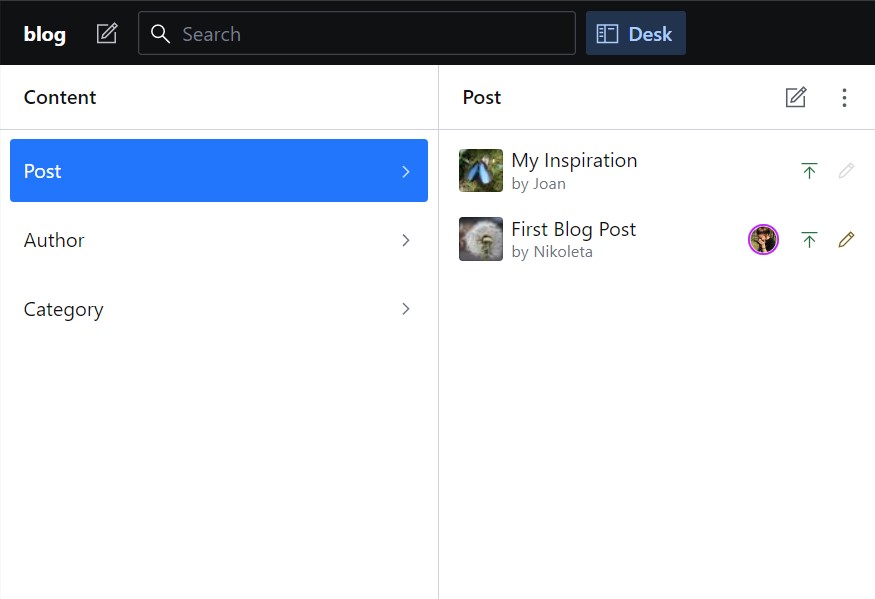 blog
Search
Desk
Content
Post
Author
Category
Post
My Inspiration
by Joan
First Blog Post
by Nikoleta